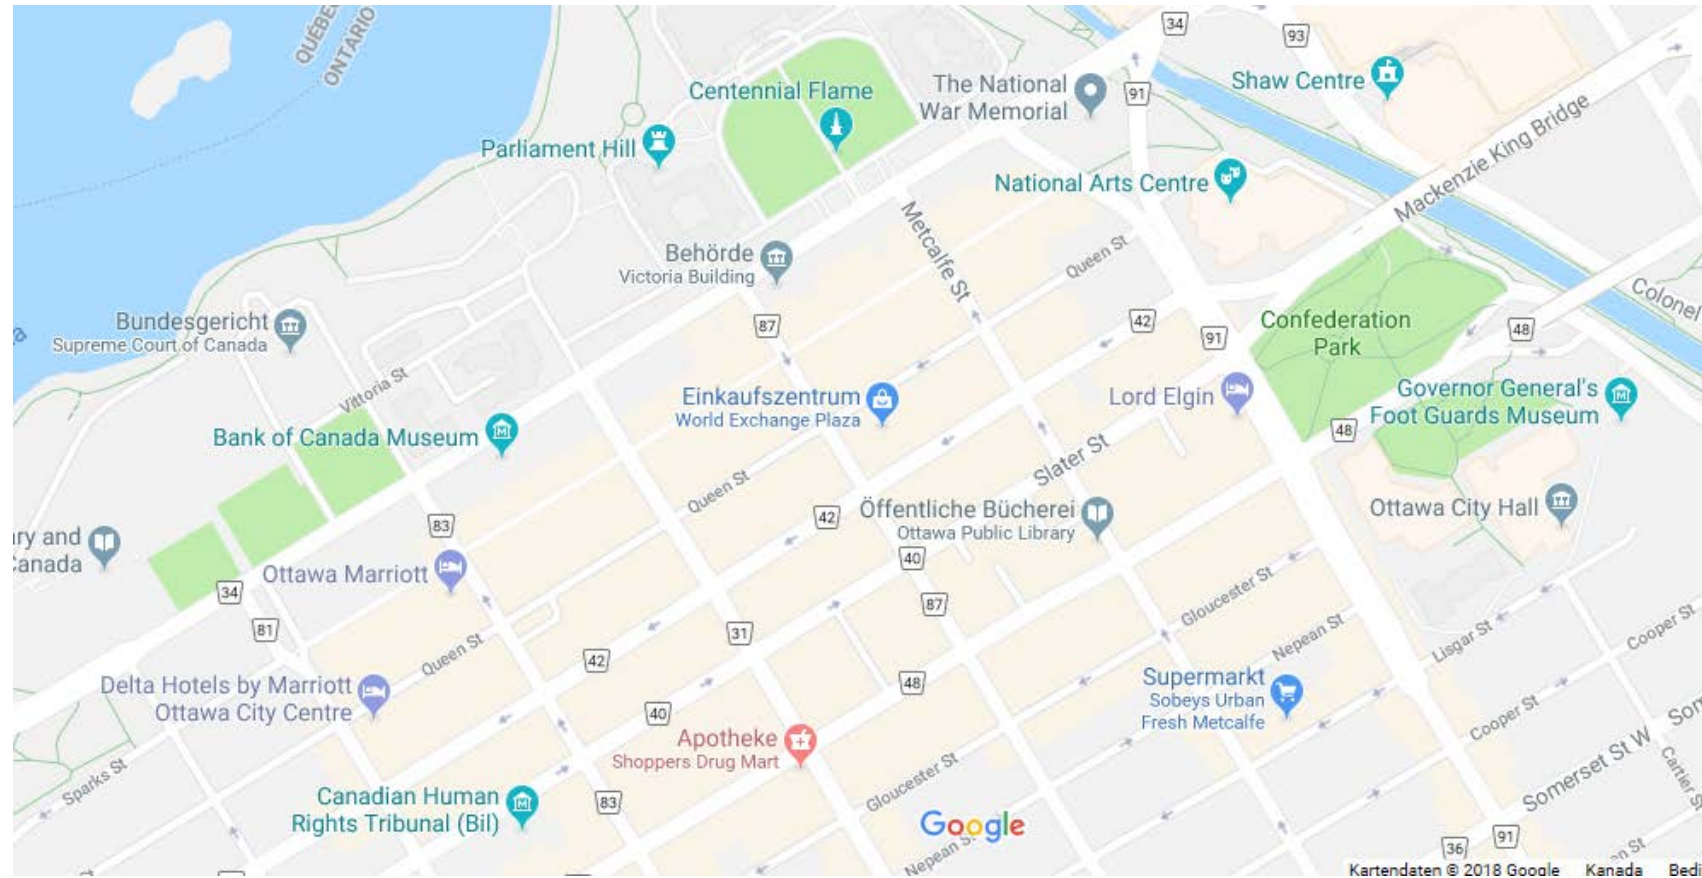 QUÉBEC
ONTARIO
34
93
Shaw Centre
Centennial Flame
The National
War Memorial
91
Mackenzie King Bridge
Parliament Hill
National Arts Centre
Metcalfe St
Queen St
Behörde
Victoria Building
87
42
91
Confederation
Park
48
Colonel
Bundesgericht
Supreme Court of Canada
Vittoria St
Einkaufszentrum
World Exchange Plaza
Lord Elgin
Governor General's
Foot Guards Museum
48
Bank of Canada Museum
Slater St
Queen St
42
Öffentliche Bücherei
Ottawa Public Library
Ottawa City Hall
83
ry and
Canada
40
Ottawa Marriott
34
81
87
Gloucester St
31
Nepean St
Lisgar St
Cooper St
Queen St
42
48
Supermarkt
Sobeys Urban
Fresh Metcalfe
Delta Hotels by Marriott
Ottawa City Centre
40
Cooper St
Som
Somerset St W
Apotheke
Shoppers Drug Mart
Sparks St
Cartier S
Canadian Human
Rights Tribunal (Bil)
83
Gloucester St
Google
Nepean S
36
91
n St
Kartendaten © 2018 Google Kanada Bedi